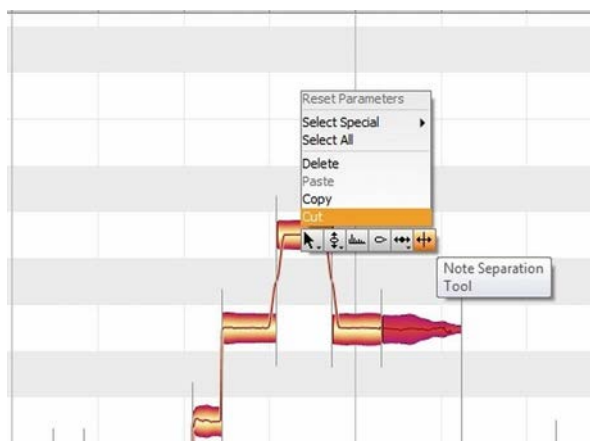 Reset Parameters
Select Special
Select All
Delete
Paste
Copy
Cut
Note Separation
Tool